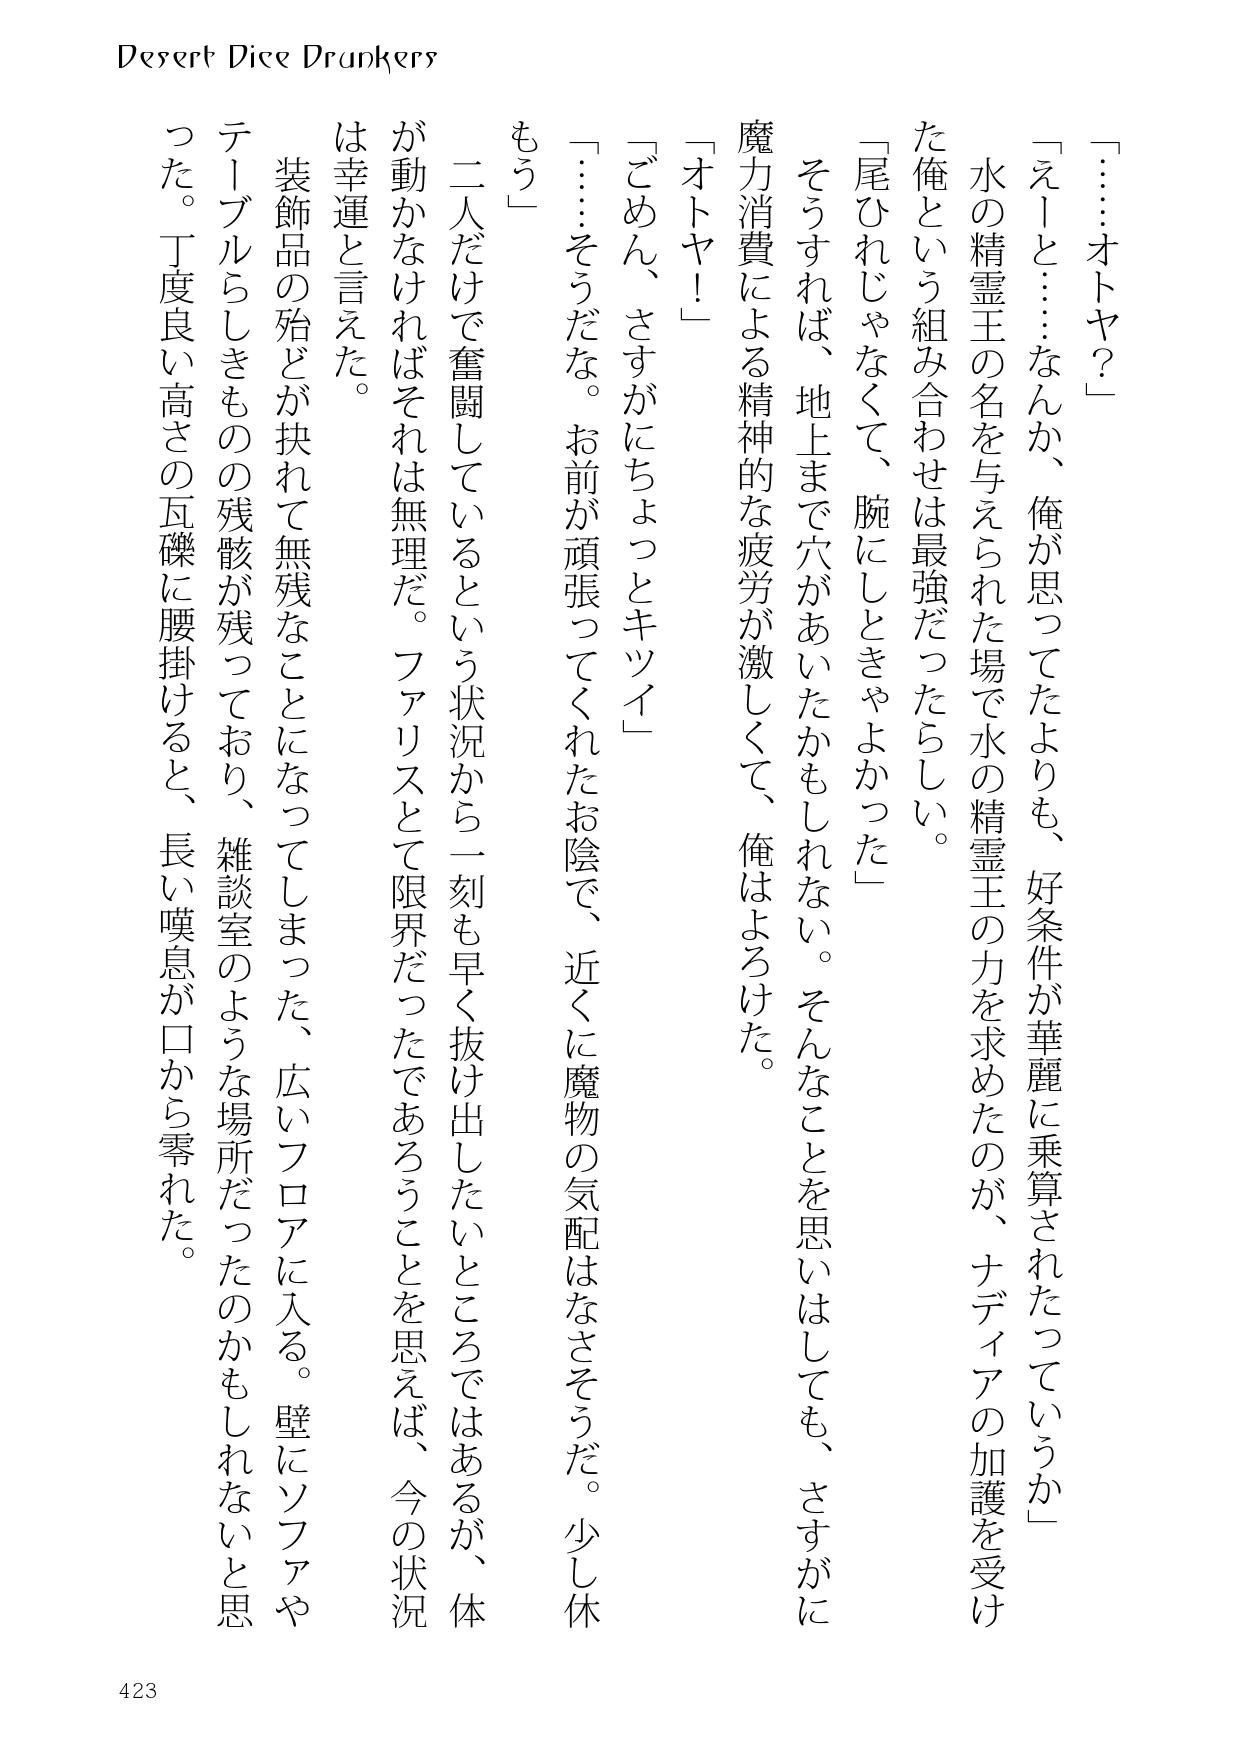 Desert Dice Drunkers
「……オトヤ？」
「えーと……なんか、俺が思ってたよりも、好条件が華麗に乗算されたっていうか」
　水の精霊王の名を与えられた場で水の精霊王の力を求めたのが、ナディアの加護を受け
た俺という組み合わせは最強だったらしい。
「尾ひれじゃなくて、腕にしときゃよかった」
　そうすれば、地上まで穴があいたかもしれない。そんなことを思いはしても、さすがに
魔力消費による精神的な疲労が激しくて、俺はよろけた。
「オトヤ！」
「ごめん、さすがにちょっとキツイ」
「……そうだな。お前が頑張ってくれたお陰で、近くに魔物の気配はなさそうだ。少し休
もう」
　二人だけで奮闘しているという状況から一刻も早く抜け出したいところではあるが、体
が動かなければそれは無理だ。ファリスとて限界だったであろうことを思えば、今の状況
は幸運と言えた。
　装飾品の殆どが抉れて無残なことになってしまった、広いフロアに入る。壁にソファや
テーブルらしきものの残骸が残っており、雑談室のような場所だったのかもしれないと思
った。丁度良い高さの瓦礫に腰掛けると、長い嘆息が口から零れた。
423